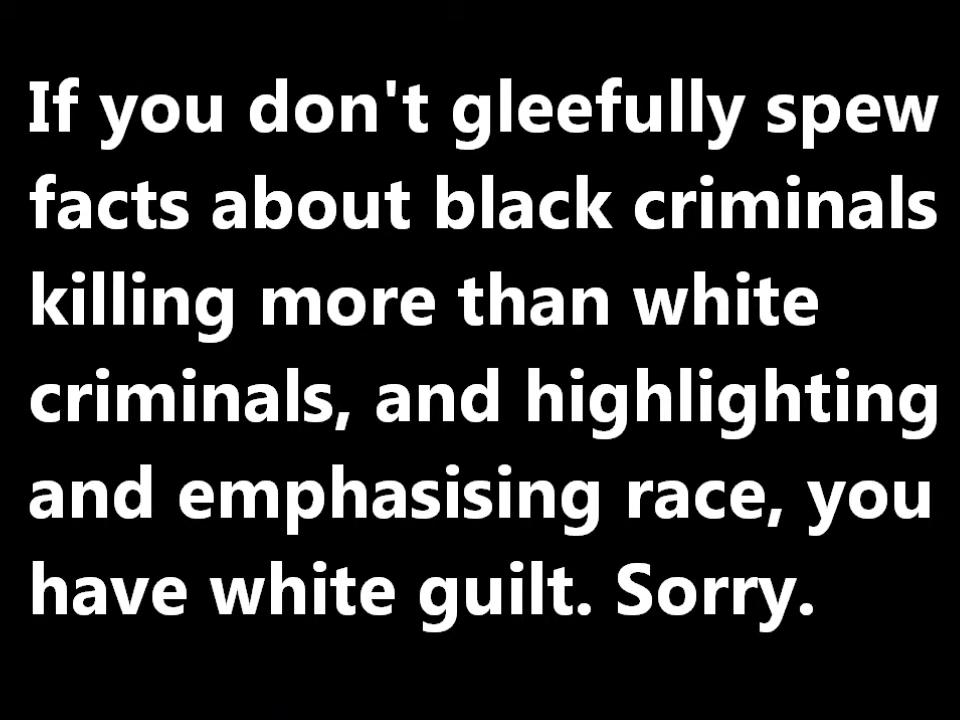 If you don't gleefully spew
facts about black criminals
killing more than white
criminals, and highlighting
and emphasising race, you
have white guilt. Sorry.